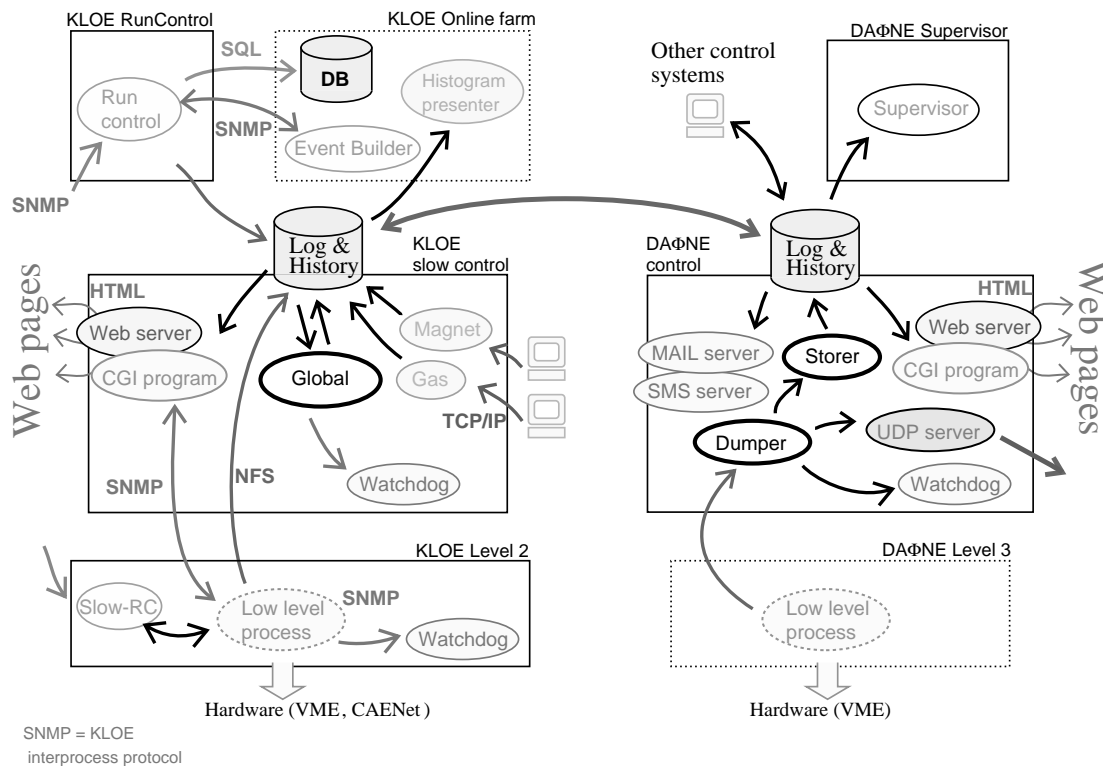 KLOE RunControl
KLOE Online farm
DAΦNE Supervisor
SQL
DB
Run
control
Histogram
presenter
SNMP
Event Builder
SNMP
Other control
systems
Supervisor
Log &
History
KLOE
slow control
DAΦNE
control
Log &
History
Web pages
HTML
Web server
CGI program
Global
Magnet
Gas
TCP/IP
SNMP
NFS
Watchdog
MAIL server
SMS server
Storer
HTML
Web server
CGI program
Web pages
Dumper
UDP server
Watchdog
KLOE Level 2
Slow-RC
Low level
process
SNMP
Watchdog
Hardware (VME, CAENet )
DAΦNE Level 3
Low level
process
Hardware (VME)
SNMP = KLOE
interprocess protocol